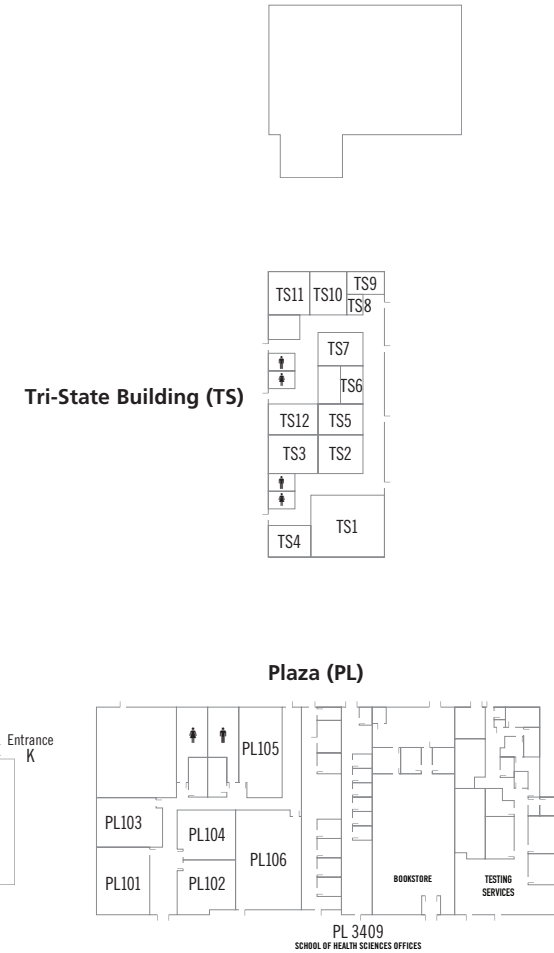 TS9
TS11
TS10
TS8
TS7
TS6
Tri-State Building (TS)
TS12
TS5
TS3
TS2
TS1
TS4
Plaza (PL)
Entrance
K
PL105
PL103
PL104
PL106
PL101
PL102
BOOKSTORE
TESTING
SERVICES
PL 3409
SCHOOL OF HEALTH SCIENCES OFFICES